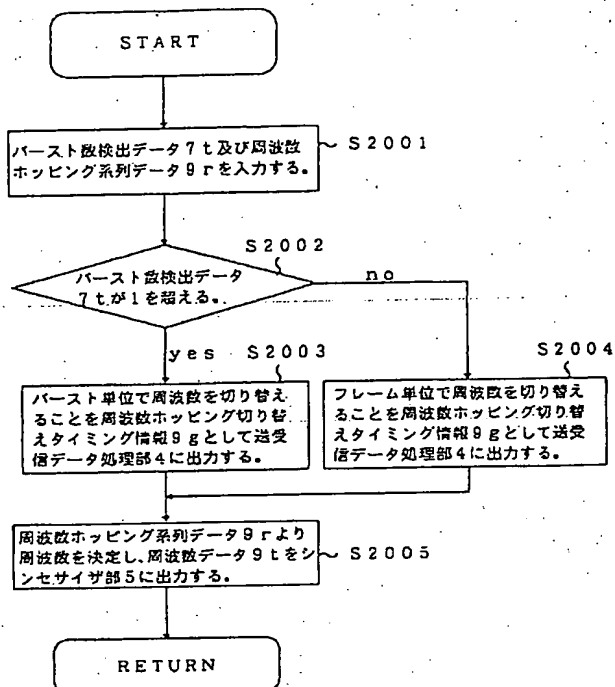 START
バースト数検出データ7t及び周波数
ホッピング系列データ9rを入力する。
S2001
S2002
バースト数検出データ
7tが1を超える。
no
yes
S2003
S2004
バースト単位で周波数を切り替え
ることを周波数ホッピング切り替
えタイミング情報9gとして送受
信データ処理部4に出力する。
フレーム単位で周波数を切り替え
ることを周波数ホッピング切り替
えタイミング情報9gとして送受
信データ処理部4に出力する。
周波数ホッピング系列データ9rより
周波数を決定し、周波数データ9tをシ
ンセサイザ部5に出力する。
S2005
RETURN